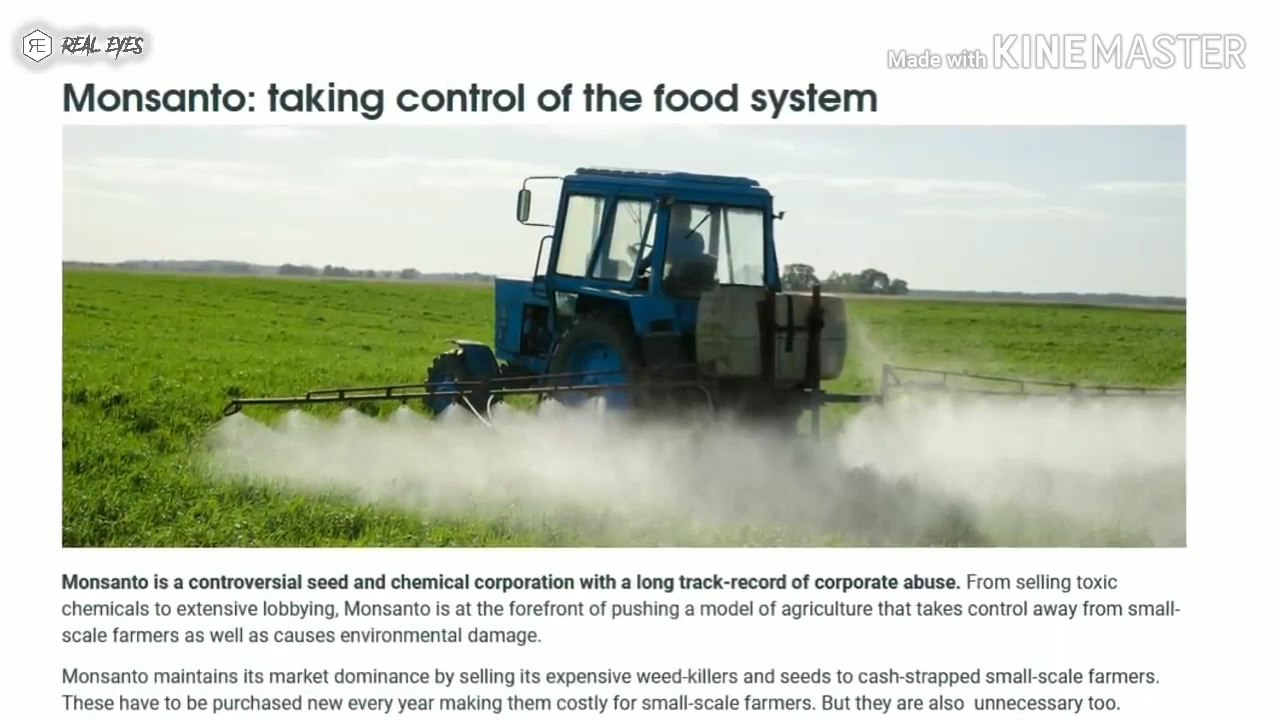 RE REAL EYES
Made with KINEMASTER
Monsanto: taking control of the food system
Monsanto is a controversial seed and chemical corporation with a long track-record of corporate abuse. From selling toxic
chemicals to extensive lobbying, Monsanto is at the forefront of pushing a model of agriculture that takes control away from small-
scale farmers as well as causes environmental damage.
Monsanto maintains its market dominance by selling its expensive weed-killers and seeds to cash-strapped small-scale farmers.
These have to be purchased new every year making them costly for small-scale farmers. But they are also unnecessary too.